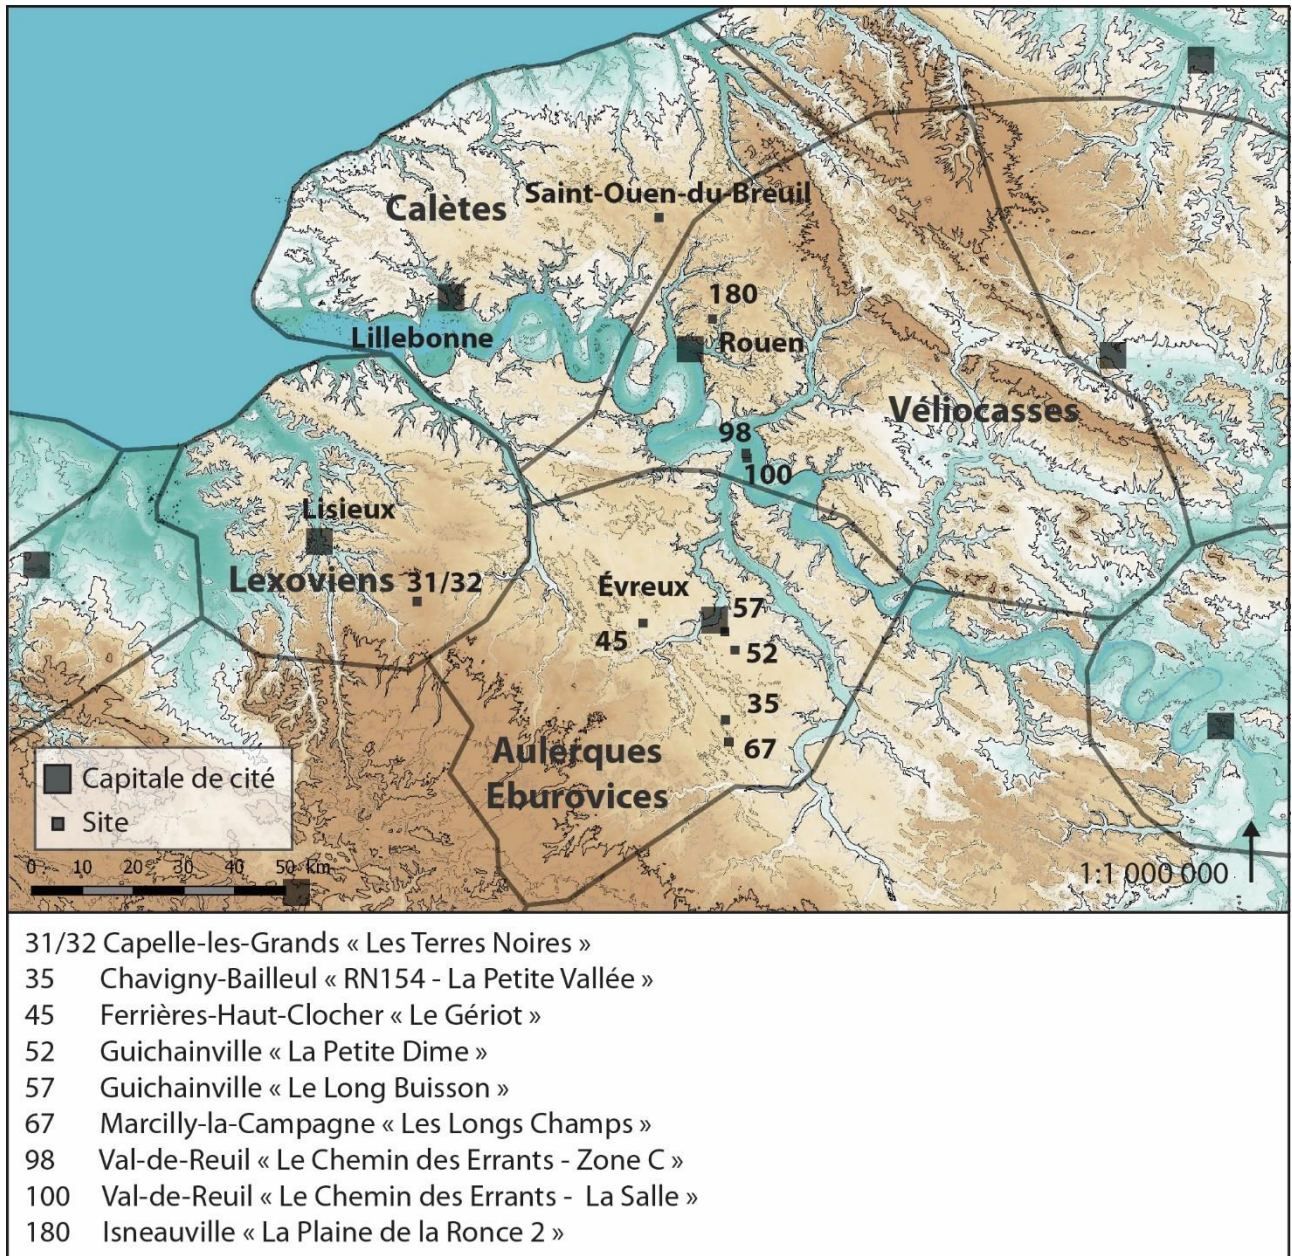 Saint-Ouen-du-Breuil
Calètes
180
Lillebonne
Rouen
Véliocasses
98
100
Lisieux
Lexoviens 31/32
Évreux
57
45
52
35
67
Aulerques
Eburovices
Capitale de cité
Site
0 10 20 30 40 50 km
1:1 000 000
31/32 Capelle-les-Grands « Les Terres Noires »
35 Chavigny-Bailleul « RN154 - La Petite Vallée »
45 Ferrières-Haut-Clocher « Le Gériot »
52 Guichainville « La Petite Dime »
57 Guichainville « Le Long Buisson »
67 Marcilly-la-Campagne « Les Longs Champs »
98 Val-de-Reuil « Le Chemin des Errants - Zone C »
100 Val-de-Reuil « Le Chemin des Errants - La Salle »
180 Isneauville « La Plaine de la Ronce 2 »